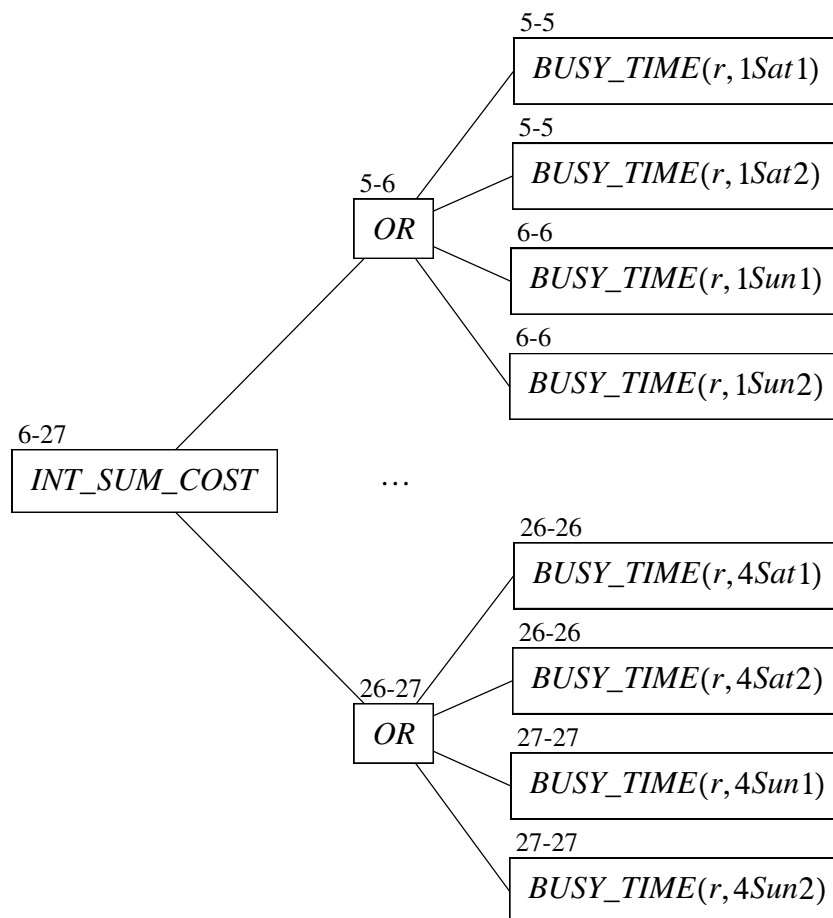 5-5
BUSY_TIME(r, 1Sat1)
5-5
BUSY_TIME(r, 1Sat2)
5-6
OR
6-6
BUSY_TIME(r, 1Sun1)
6-6
BUSY_TIME(r, 1Sun2)
6-27
INT_SUM_COST
...
26-26
BUSY_TIME(r, 4Sat1)
26-26
BUSY_TIME(r, 4Sat2)
26-27
OR
27-27
BUSY_TIME(r, 4Sun1)
27-27
BUSY_TIME(r, 4Sun2)